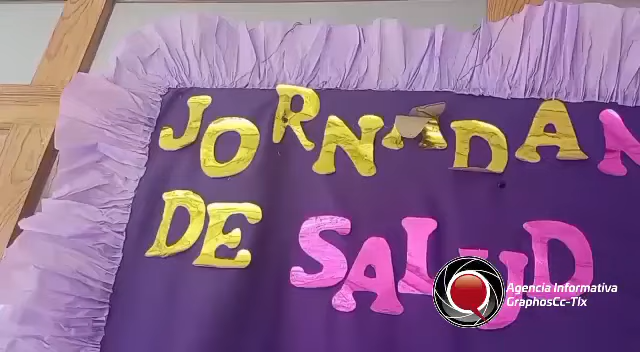 JORNADA
DE SALUD
Agencia Informativa
GraphosCc-Tlx